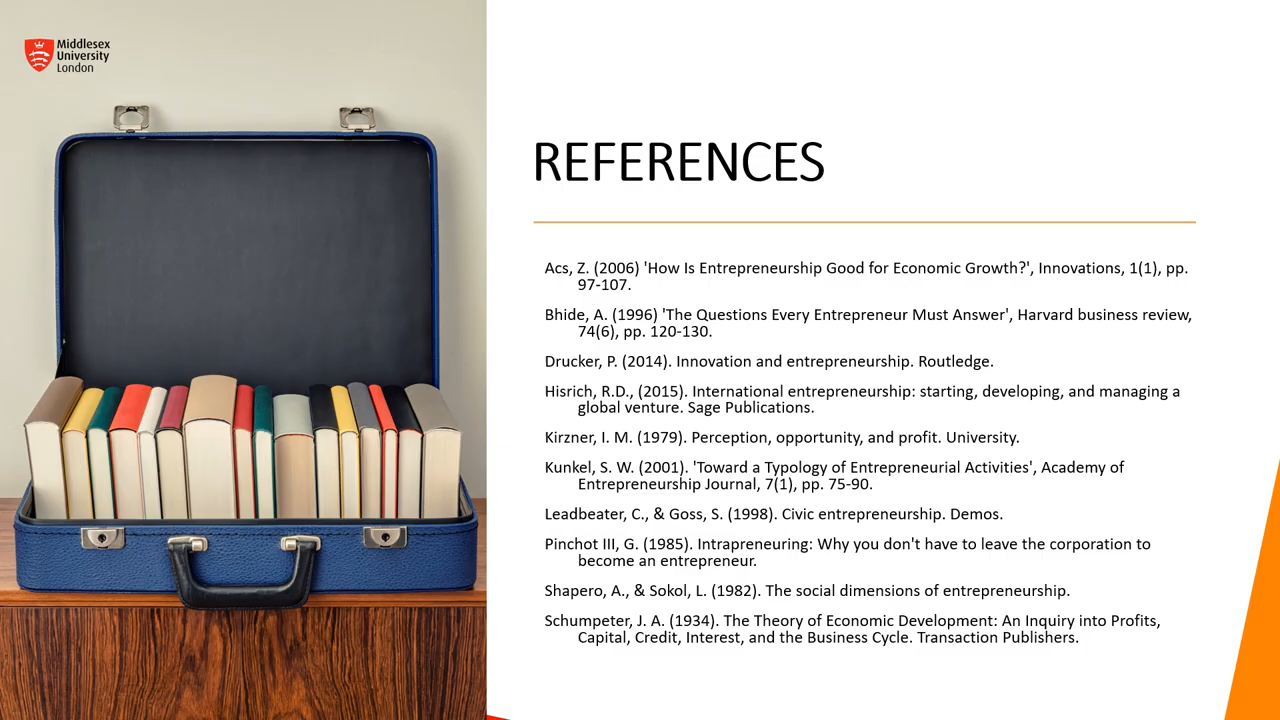 Middlesex
University
London
REFERENCES
Acs, Z. (2006) 'How Is Entrepreneurship Good for Economic Growth?', Innovations, 1(1), pp.
97-107.
Bhide, A. (1996) 'The Questions Every Entrepreneur Must Answer', Harvard business review,
74(6), pp. 120-130.
Drucker, P. (2014). Innovation and entrepreneurship. Routledge.
Hisrich, R.D., (2015). International entrepreneurship: starting, developing, and managing a
global venture. Sage Publications.
Kirzner, I. M. (1979). Perception, opportunity, and profit. University.
Kunkel, S. W. (2001). 'Toward a Typology of Entrepreneurial Activities', Academy of
Entrepreneurship Journal, 7(1), pp. 75-90.
Leadbeater, C., & Goss, S. (1998). Civic entrepreneurship. Demos.
Pinchot III, G. (1985). Intrapreneuring: Why you don't have to leave the corporation to
become an entrepreneur.
Shapero, A., & Sokol, L. (1982). The social dimensions of entrepreneurship.
Schumpeter, J. A. (1934). The Theory of Economic Development: An Inquiry into Profits,
Capital, Credit, Interest, and the Business Cycle. Transaction Publishers.